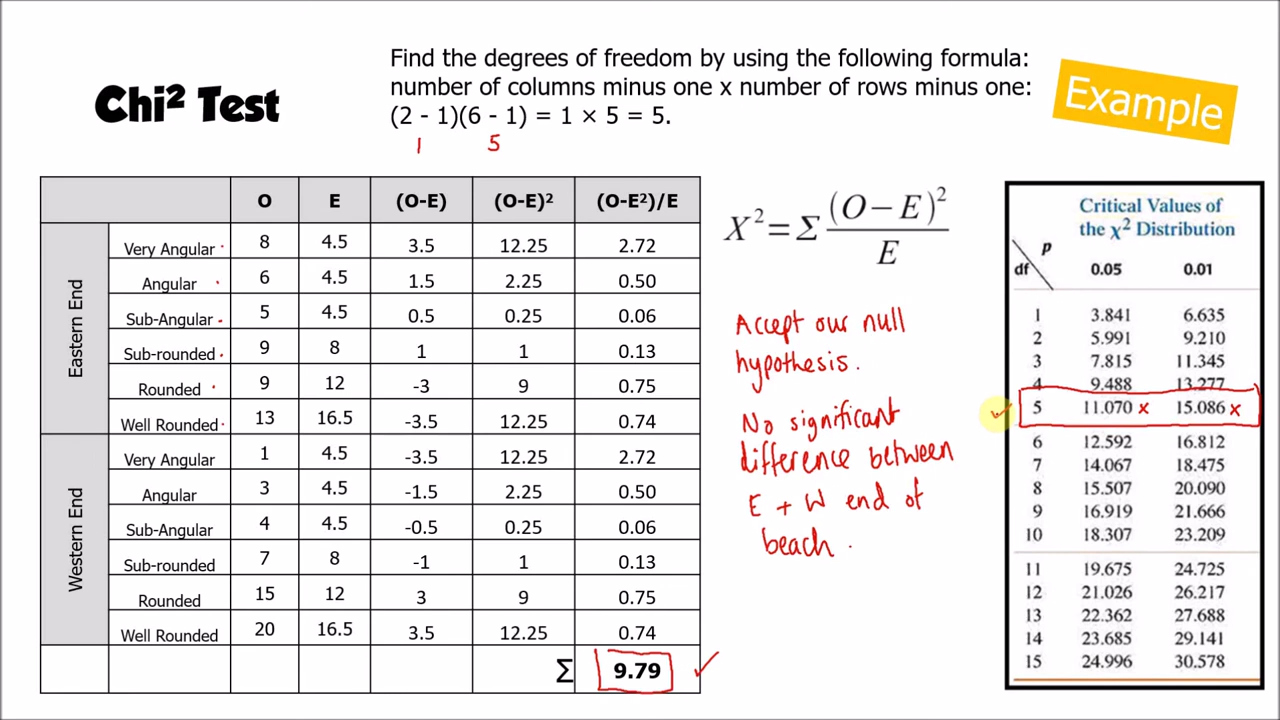 Find the degrees of freedom by using the following formula:
number of columns minus one x number of rows minus one:
(2 - 1)(6 - 1) = 1 × 5 = 5.
1 5
Chi² Test
Example
O E (O-E) (O-E)² (O-E²)/E
Eastern End
Very Angular 8 4.5 3.5 12.25 2.72
Angular 6 4.5 1.5 2.25 0.50
Sub-Angular 5 4.5 0.5 0.25 0.06
Sub-rounded 9 8 1 1 0.13
Rounded 9 12 -3 9 0.75
Well Rounded 13 16.5 -3.5 12.25 0.74
Western End
Very Angular 1 4.5 -3.5 12.25 2.72
Angular 3 4.5 -1.5 2.25 0.50
Sub-Angular 4 4.5 -0.5 0.25 0.06
Sub-rounded 7 8 -1 1 0.13
Rounded 15 12 3 9 0.75
Well Rounded 20 16.5 3.5 12.25 0.74
Σ 9.79
X² = Σ (O − E)² / E
Accept our null
hypothesis.
No significant
difference between
E + W end of
beach.
Critical Values of
the χ² Distribution
p
df 0.05 0.01
1 3.841 6.635
2 5.991 9.210
3 7.815 11.345
4 9.488 13.277
5 11.070 x 15.086 x
6 12.592 16.812
7 14.067 18.475
8 15.507 20.090
9 16.919 21.666
10 18.307 23.209
11 19.675 24.725
12 21.026 26.217
13 22.362 27.688
14 23.685 29.141
15 24.996 30.578